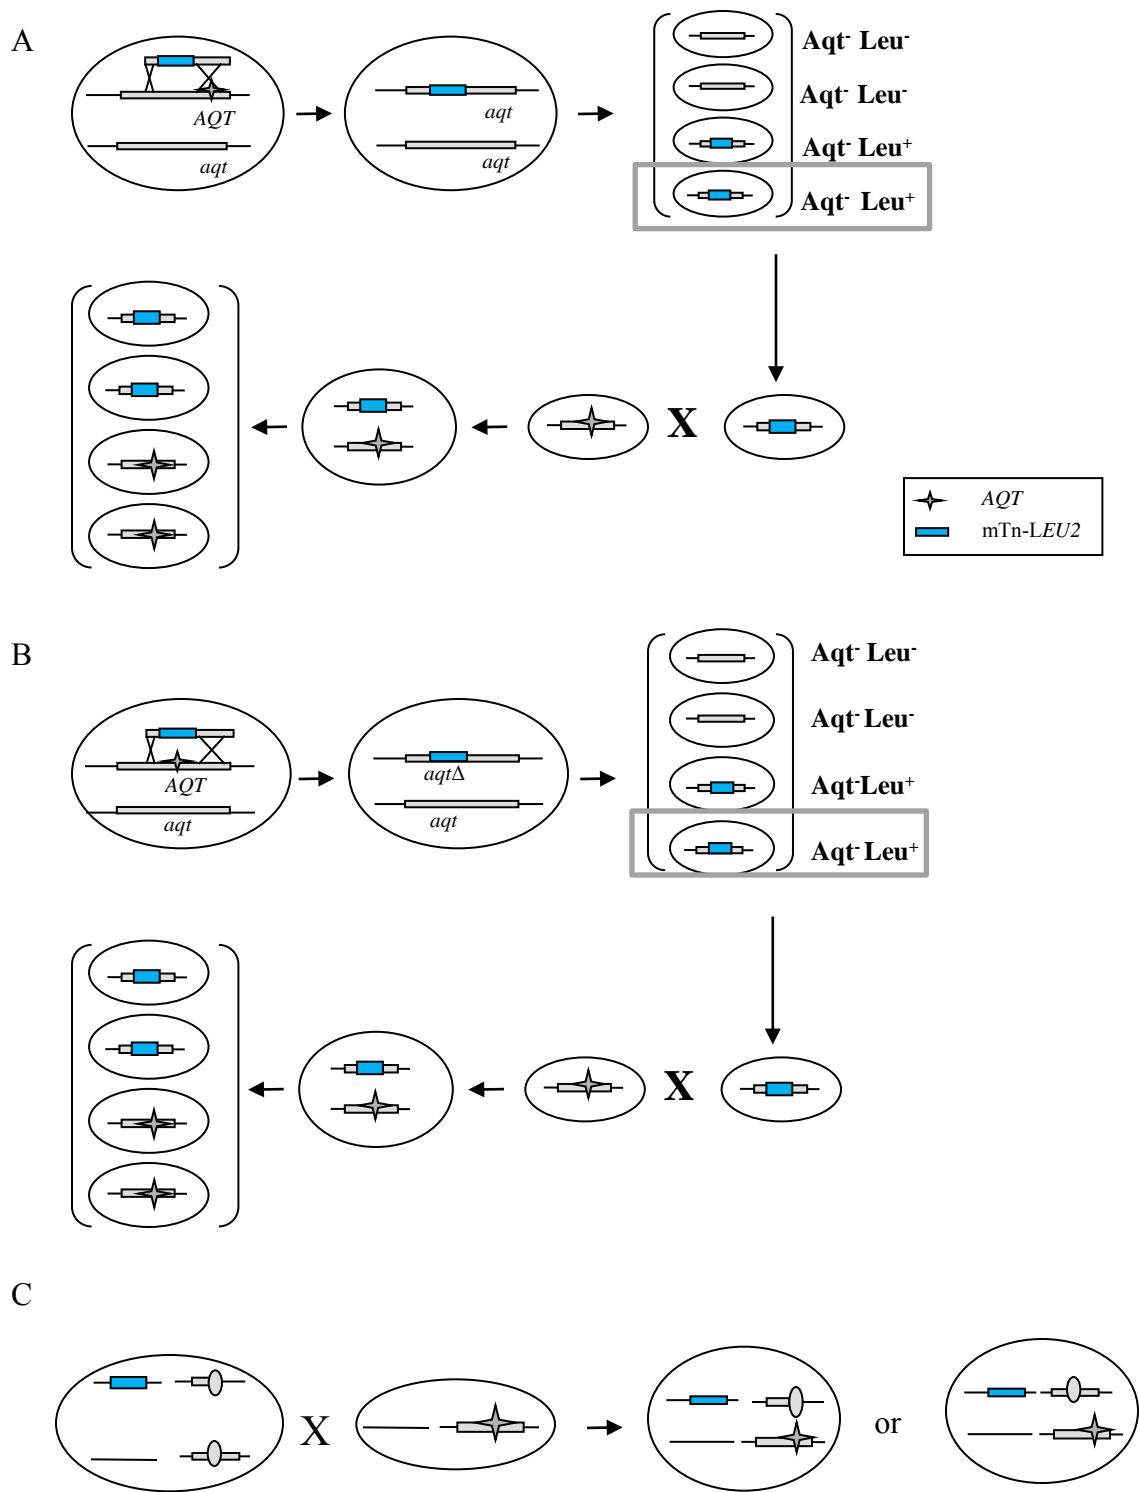 A
AQT
aqt
aqt
aqt
Aqt- Leu-
Aqt- Leu-
Aqt- Leu+
Aqt- Leu+
X
AQT
mTn-LEU2
B
AQT
aqt
aqtΔ
aqt
Aqt- Leu-
Aqt- Leu-
Aqt-Leu+
Aqt- Leu+
X
C
X
or